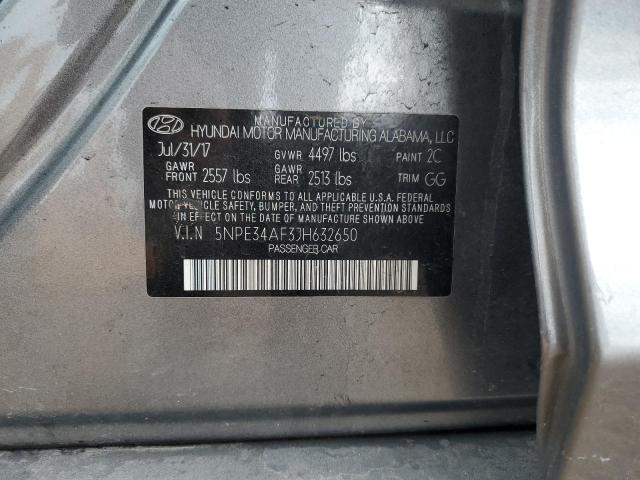 MANUFACTURED BY
HYUNDAI MOTOR MANUFACTURING ALABAMA, LLC
Jul/31/17 GVWR 4497 lbs PAINT 2C
GAWR FRONT 2557 lbs GAWR REAR 2513 lbs TRIM GG
THIS VEHICLE CONFORMS TO ALL APPLICABLE U.S.A. FEDERAL
MOTOR VEHICLE SAFETY, BUMPER, AND THEFT PREVENTION STANDARDS
IN EFFECT ON THE DATE OF MANUFACTURE SHOWN ABOVE.
V.I.N 5NPE34AF3JH632650
PASSENGER CAR